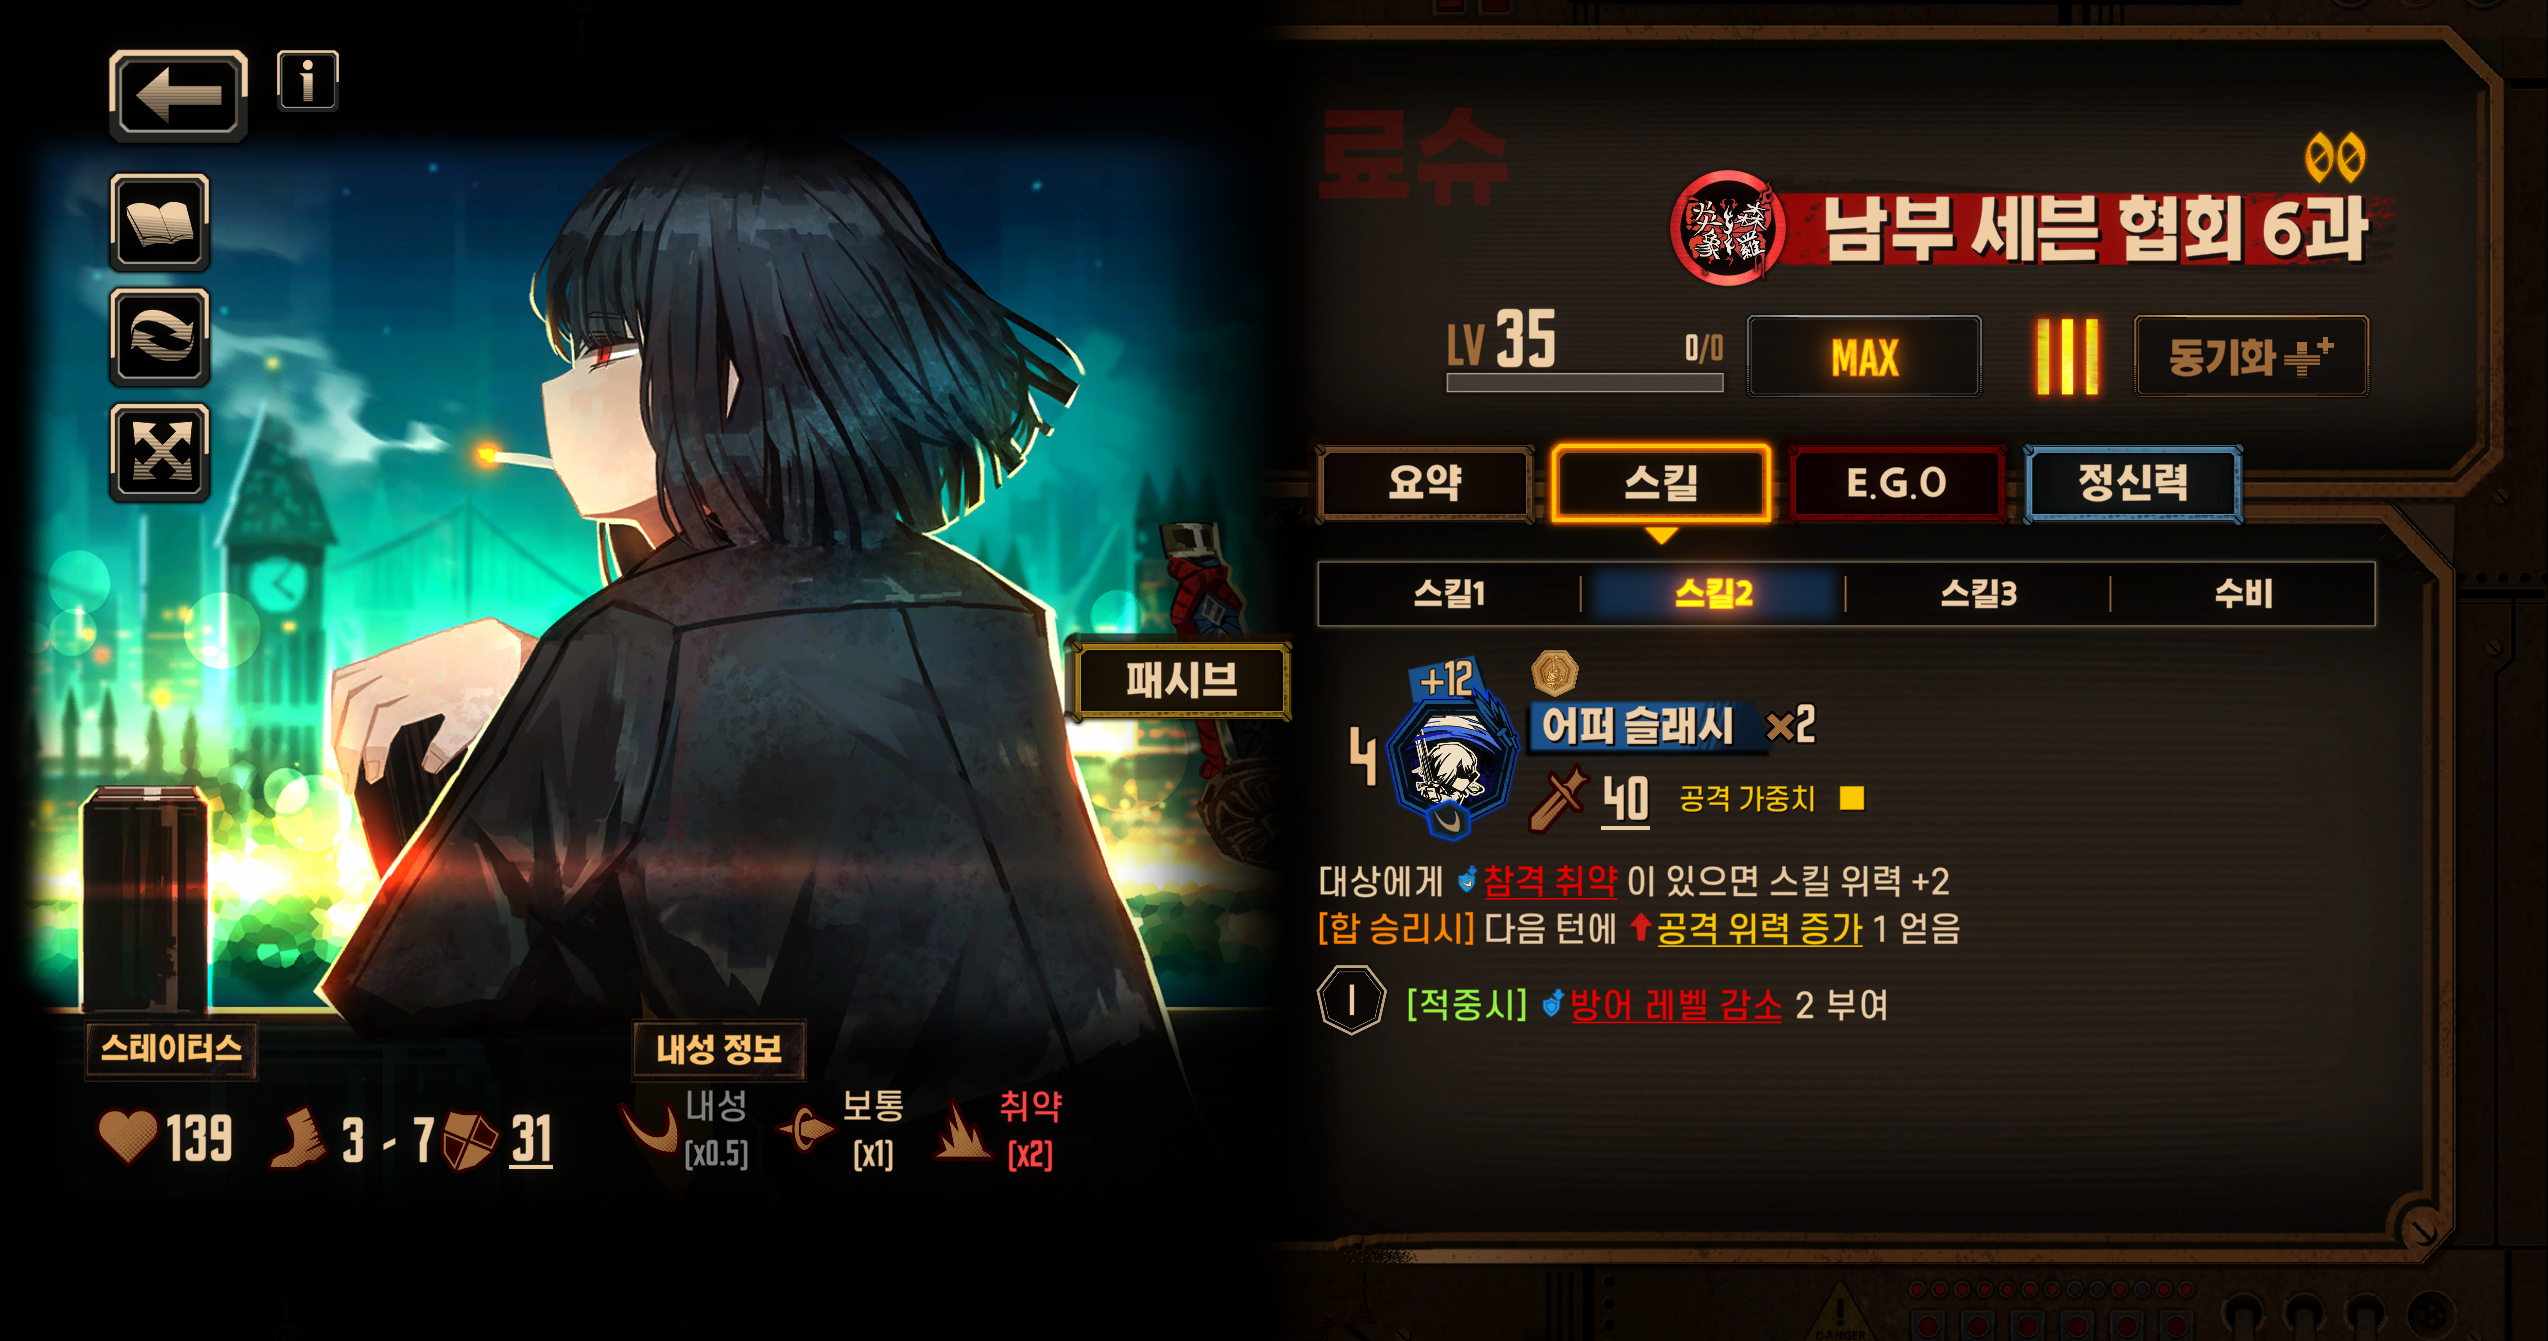 료슈
남부 세븐 협회 6과
LV 35 0/0 MAX 동기화
요약 스킬 E.G.O 정신력
스킬1 스킬2 스킬3 수비
패시브
+12
4 어퍼 슬래시 ×2
40 공격 가중치
대상에게 참격 취약 이 있으면 스킬 위력 +2
[합 승리시] 다음 턴에 공격 위력 증가 1 얻음
I [적중시] 방어 레벨 감소 2 부여
스테이터스
139 3 - 7 31
내성 정보
내성 보통 취약
[x0.5] [x1] [x2]
DANGER